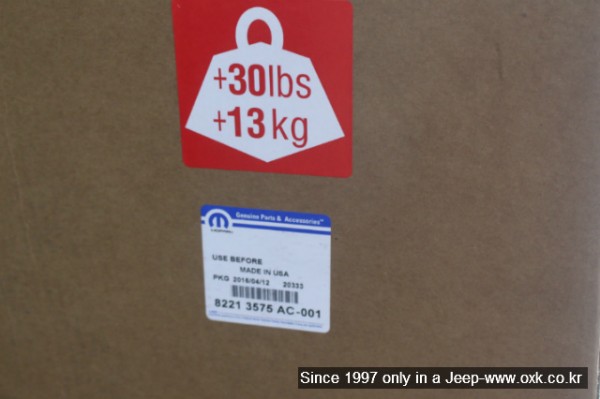 +30lbs
+13kg
Genuine Parts & Accessories™
USE BEFORE
MADE IN USA
PKG 2016/04/12 20333
8221 3575 AC-001
Since 1997 only in a Jeep-www.oxk.co.kr